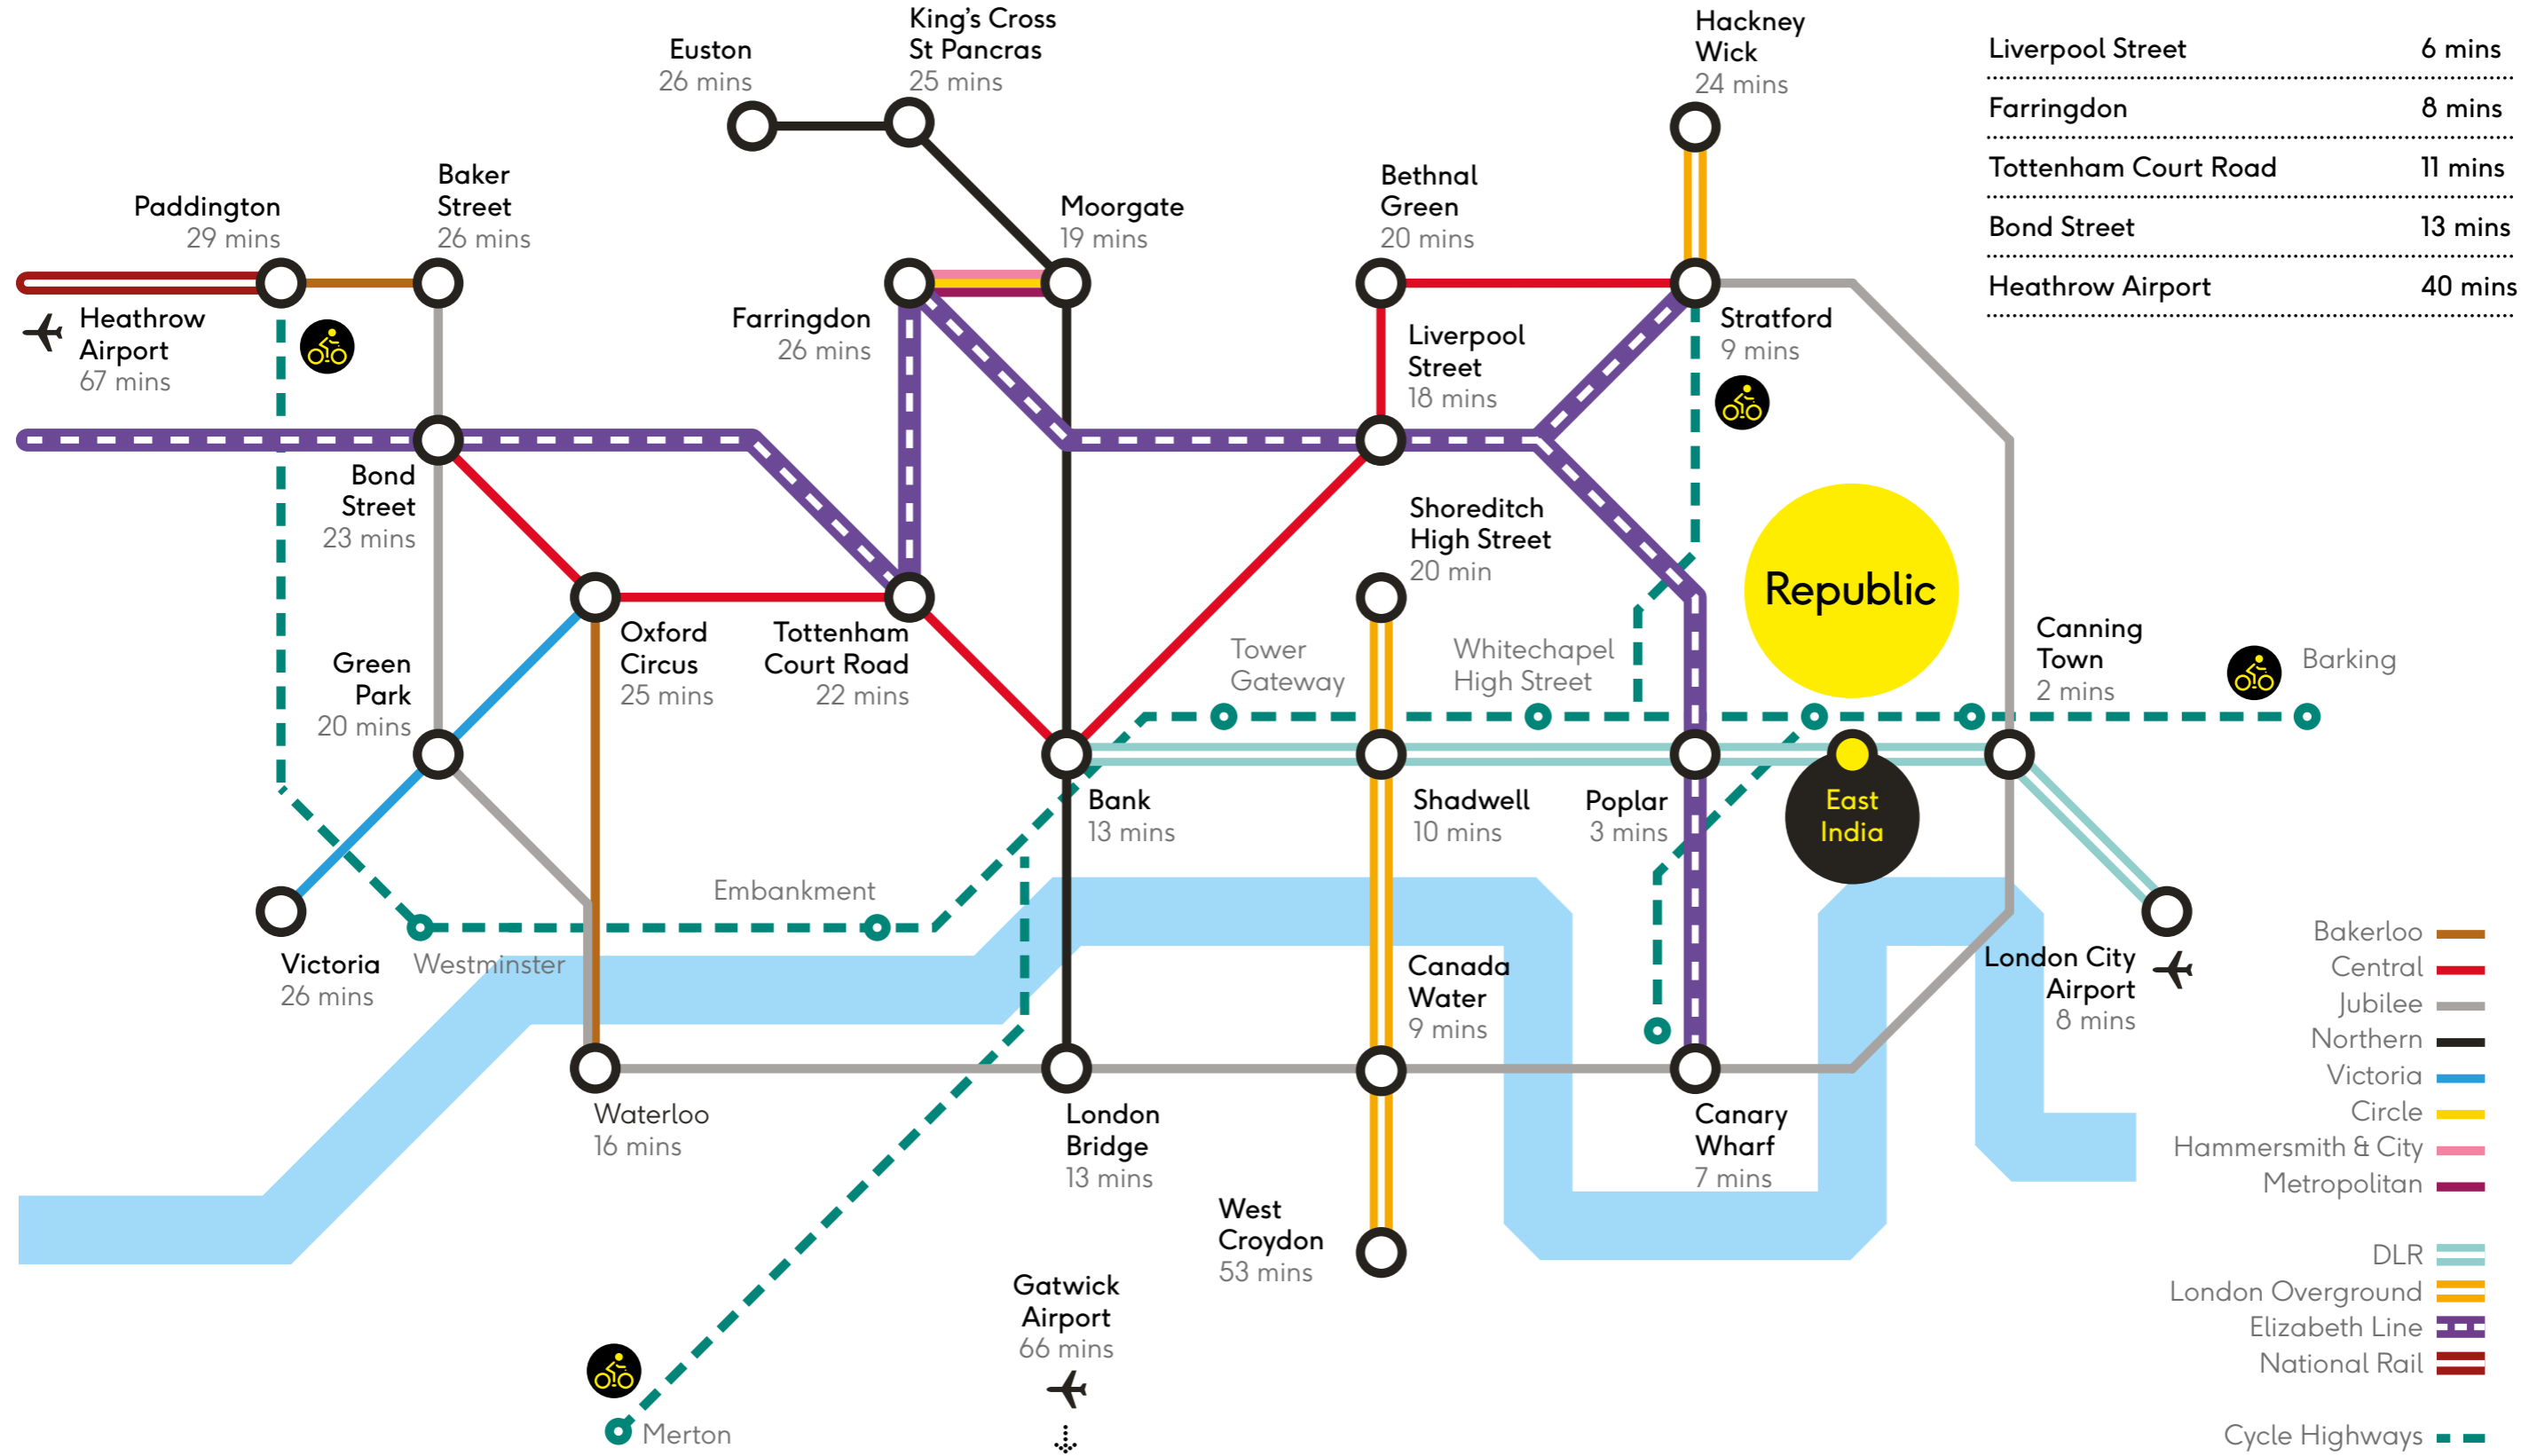 Euston
26 mins
King's Cross
St Pancras
25 mins
Hackney
Wick
24 mins
Liverpool Street 6 mins
Farringdon 8 mins
Tottenham Court Road 11 mins
Bond Street 13 mins
Heathrow Airport 40 mins
Paddington
29 mins
Baker
Street
26 mins
Moorgate
19 mins
Bethnal
Green
20 mins
Heathrow
Airport
67 mins
Farringdon
26 mins
Liverpool
Street
18 mins
Stratford
9 mins
Bond
Street
23 mins
Shoreditch
High Street
20 min
Republic
Green
Park
20 mins
Oxford
Circus
25 mins
Tottenham
Court Road
22 mins
Tower
Gateway
Whitechapel
High Street
Canning
Town
2 mins
Barking
Bank
13 mins
Shadwell
10 mins
Poplar
3 mins
East
India
Embankment
Victoria
26 mins
Westminster
Canada
Water
9 mins
London City
Airport
8 mins
Waterloo
16 mins
London
Bridge
13 mins
Canary
Wharf
7 mins
West
Croydon
53 mins
Gatwick
Airport
66 mins
Merton
Bakerloo
Central
Jubilee
Northern
Victoria
Circle
Hammersmith & City
Metropolitan
DLR
London Overground
Elizabeth Line
National Rail
Cycle Highways